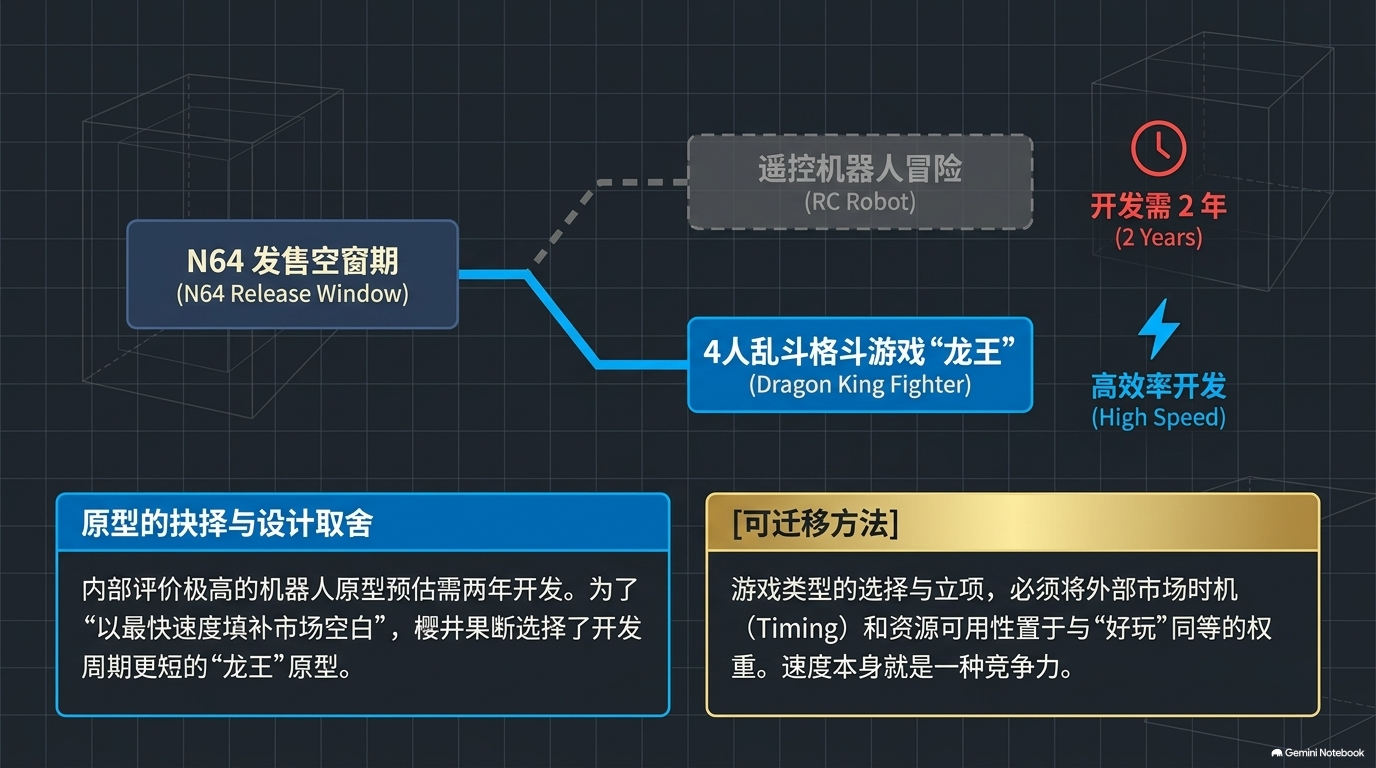 遥控机器人冒险
(RC Robot)
开发需 2 年
(2 Years)
N64 发售空窗期
(N64 Release Window)
4人乱斗格斗游戏“龙王”
(Dragon King Fighter)
高效率开发
(High Speed)
原型的抉择与设计取舍
内部评价极高的机器人原型预估需两年开发。为了
“以最快速度填补市场空白”，樱井果断选择了开发
周期更短的“龙王”原型。
[可迁移方法]
游戏类型的选择与立项，必须将外部市场时机
（Timing）和资源可用性置于与“好玩”同等的权
重。速度本身就是一种竞争力。
Gemini Notebook